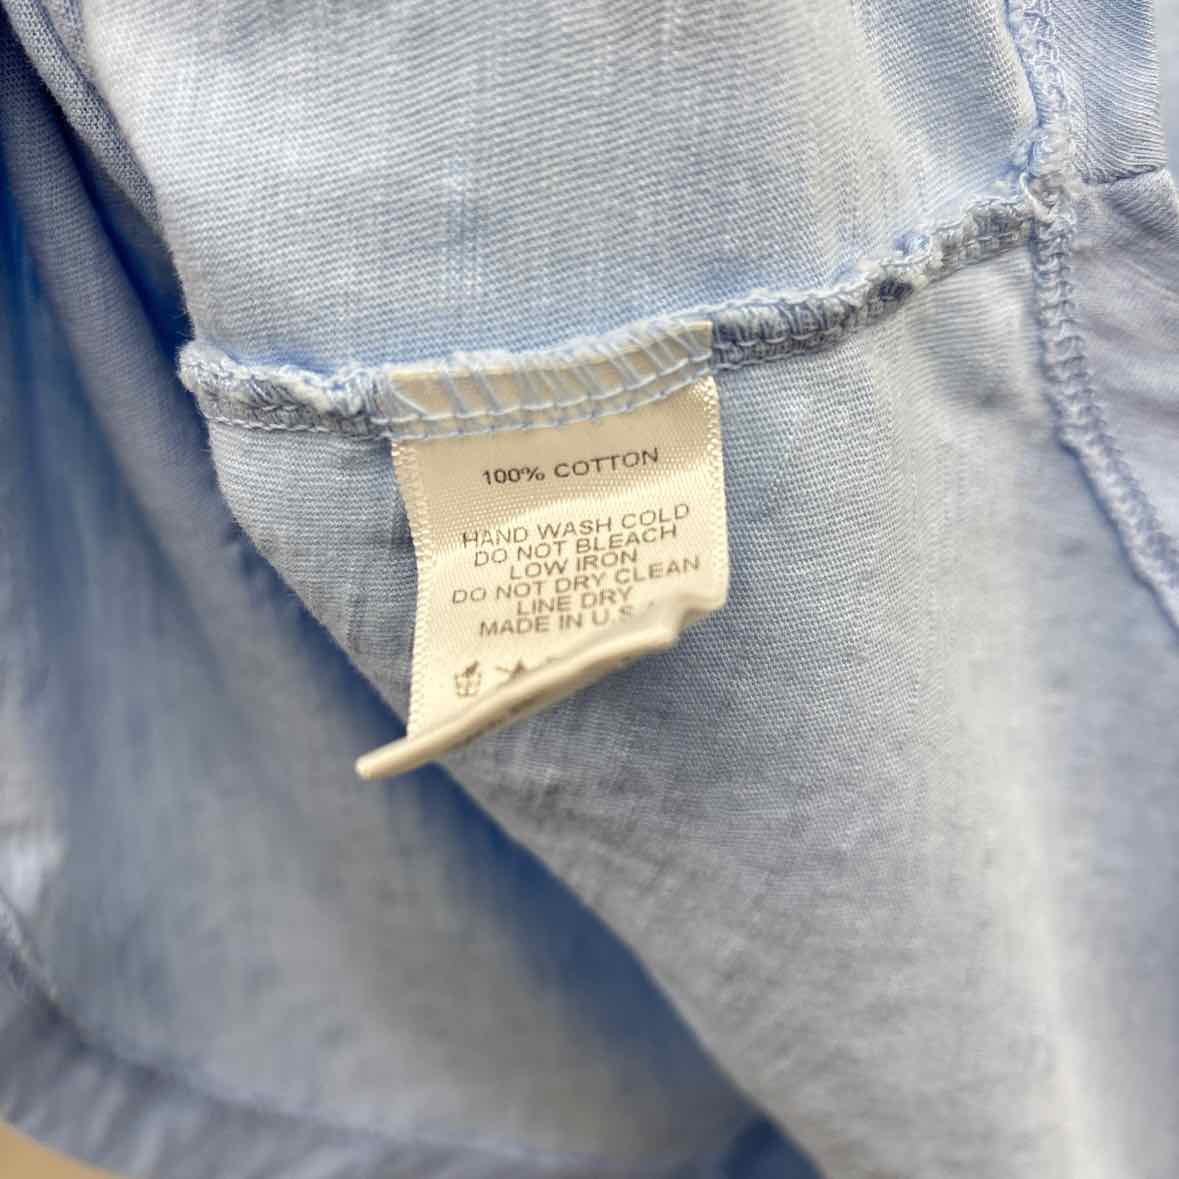 100% COTTON
HAND WASH COLD
DO NOT BLEACH
LOW IRON
DO NOT DRY CLEAN
LINE DRY
MADE IN U.S